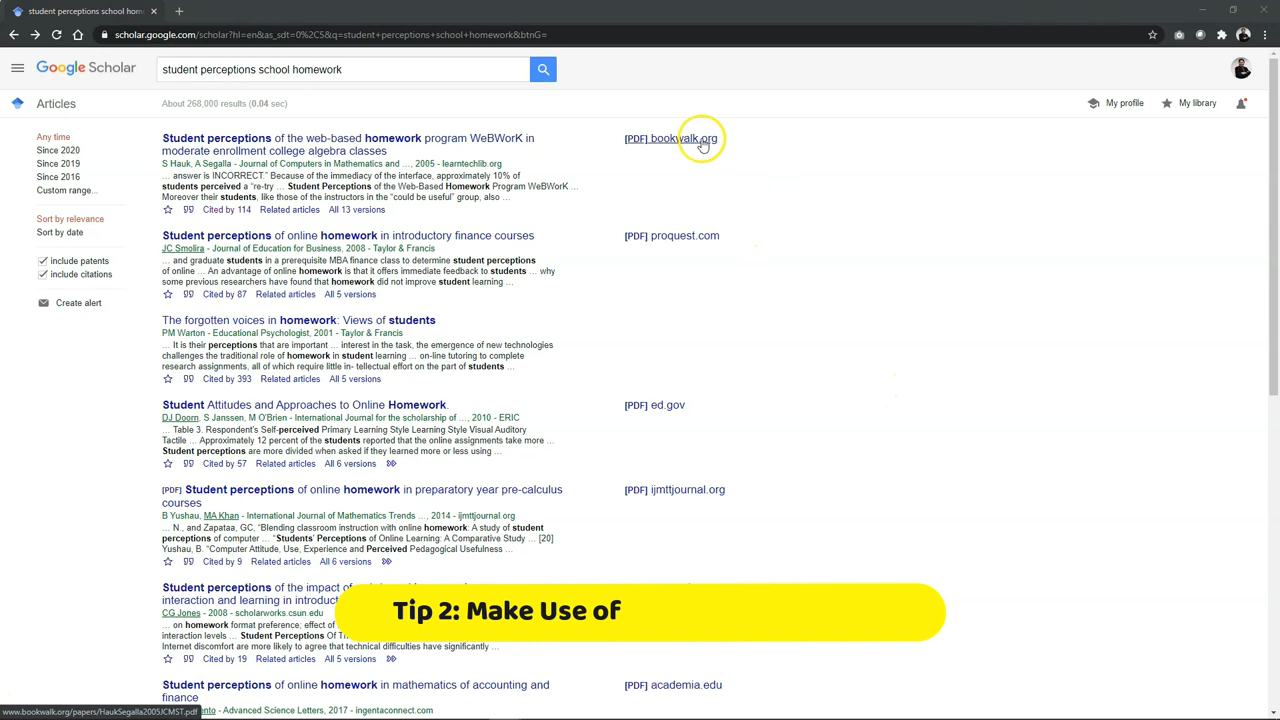 student perceptions school hom
scholar.google.com/scholar?hl=en&as_sdt=0%2C5&q=student+perceptions+school+homework&btnG=
Google Scholar
student perceptions school homework
Articles
About 268,000 results (0.04 sec)
My profile
My library
Any time
Since 2020
Since 2019
Since 2016
Custom range...
Sort by relevance
Sort by date
include patents
include citations
Create alert
Student perceptions of the web-based homework program WeBWorK in
moderate enrollment college algebra classes
[PDF] bookwalk.org
S Hauk, A Segalla - Journal of Computers in Mathematics and …, 2005 - learntechlib.org
… answer is INCORRECT.” Because of the immediacy of the interface, approximately 10% of
students perceived a “re-try … Student Perceptions of the Web-Based Homework Program WeBWorK …
Moreover their students, like those of the instructors in the “could be useful” group, also …
Cited by 114 Related articles All 13 versions
Student perceptions of online homework in introductory finance courses
[PDF] proquest.com
JC Smolira - Journal of Education for Business, 2008 - Taylor & Francis
… and graduate students in a prerequisite MBA finance class to determine student perceptions
of online … An advantage of online homework is that it offers immediate feedback to students … why
some previous researchers have found that homework did not improve student learning …
Cited by 87 Related articles All 5 versions
The forgotten voices in homework: Views of students
PM Warton - Educational Psychologist, 2001 - Taylor & Francis
… It is their perceptions that are important … interest in the task, the emergence of new technologies
challenges the traditional role of homework in student learning … on-line tutoring to complete
research assignments, all of which require little in- tellectual effort on the part of students …
Cited by 393 Related articles All 5 versions
Student Attitudes and Approaches to Online Homework.
[PDF] ed.gov
DJ Doorn, S Janssen, M O'Brien - International Journal for the scholarship of…, 2010 - ERIC
… Table 3. Respondent's Self-perceived Primary Learning Style Learning Style Visual Auditory
Tactile … Approximately 12 percent of the students reported that the online assignments take more …
Student perceptions are more divided when asked if they learned more or less using …
Cited by 57 Related articles All 6 versions
[PDF] Student perceptions of online homework in preparatory year pre-calculus
courses
[PDF] ijmttjournal.org
B Yushau, MA Khan - International Journal of Mathematics Trends …, 2014 - ijmttjournal.org
… N., and Zapataa, GC, “Blending classroom instruction with online homework: A study of student
perceptions of computer … “Students' Perceptions of Online Learning: A Comparative Study … [20]
Yushau, B. “Computer Attitude, Use, Experience and Perceived Pedagogical Usefulness …
Cited by 9 Related articles All 6 versions
Student perceptions of the impact of
interaction and learning in introduct
CG Jones - 2008 - scholarworks.csun.edu
… on homework format preference; effect of
interaction levels … Student Perceptions Of Th
Internet discomfort are more likely to agree that technical difficulties have significantly …
Cited by 19 Related articles All 5 versions
Tip 2: Make Use of
Student perceptions of online homework in mathematics of accounting and
finance
[PDF] academia.edu
- Advanced Science Letters, 2017 - ingentaconnect.com
www.bookwalk.org/papers/HaukSegalla2005JCMST.pdf